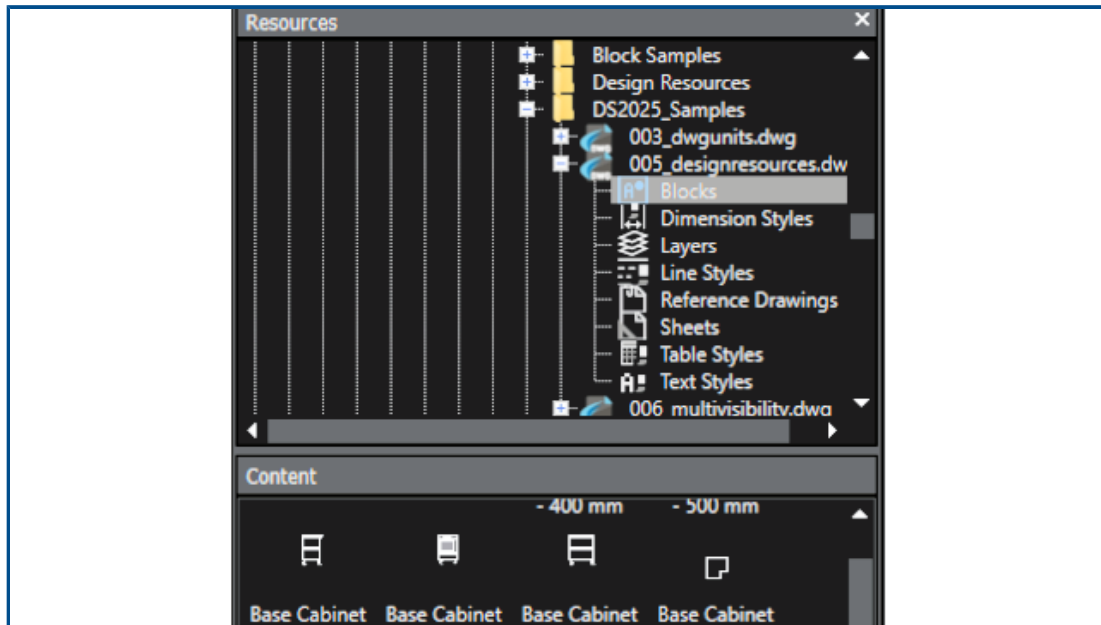 Resources
Block Samples
Design Resources
DS2025_Samples
003_dwgunits.dwg
005_designresources.dw
Blocks
Dimension Styles
Layers
Line Styles
Reference Drawings
Sheets
Table Styles
Text Styles
006_multivisibility.dwg
Content
- 400 mm - 500 mm
Base Cabinet Base Cabinet Base Cabinet Base Cabinet